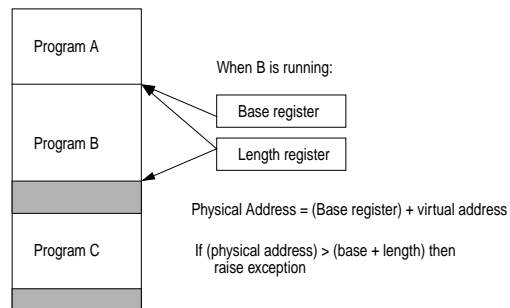 Program A
When B is running:
Base register
Program B
Length register
Physical Address = (Base register) + virtual address
Program C
If (physical address) > (base + length) then
raise exception